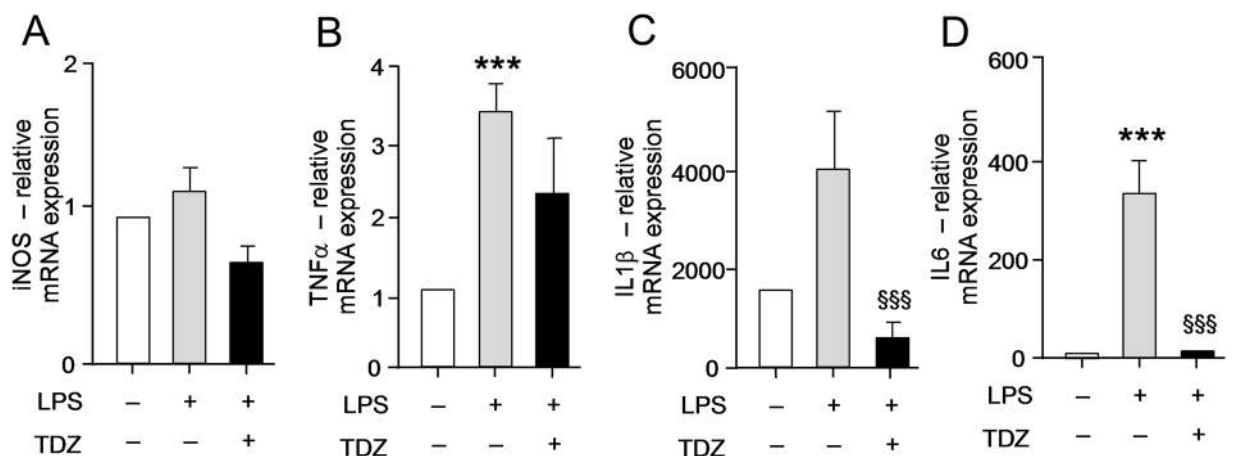 A
iNOS – relative
mRNA expression
2
1
0
LPS – + +
TDZ – – +
B
TNFα – relative
mRNA expression
4
3
2
1
0
***
LPS – + +
TDZ – – +
C
IL1β – relative
mRNA expression
6000
4000
2000
0
§§§
LPS – + +
TDZ – – +
D
IL6 – relative
mRNA expression
600
400
200
0
***
§§§
LPS – + +
TDZ – – +